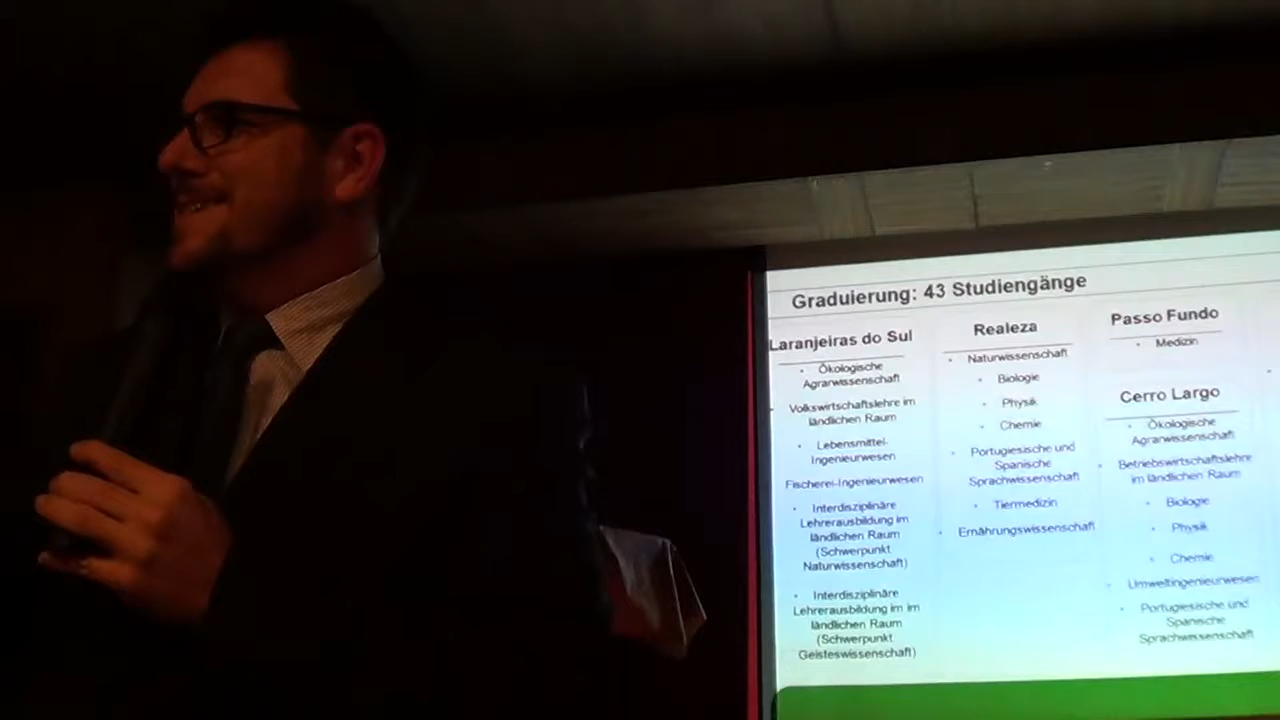 Graduierung: 43 Studiengänge
Laranjeiras do Sul
• Ökologische
Agrarwissenschaft
• Volkswirtschaftslehre im
ländlichen Raum
• Lebensmittel-
Ingenieurwesen
Fischerei-Ingenieurwesen
• Interdisziplinäre
Lehrerausbildung im
ländlichen Raum
(Schwerpunkt
Naturwissenschaft)
• Interdisziplinäre
Lehrerausbildung im im
ländlichen Raum
(Schwerpunkt
Geisteswissenschaft)
Realeza
• Naturwissenschaft
• Biologie
• Physik
• Chemie
• Portugiesische und
Spanische
Sprachwissenschaft
• Tiermedizin
• Ernährungswissenschaft
Passo Fundo
• Medizin
Cerro Largo
• Ökologische
Agrarwissenschaft
• Betriebswirtschaftslehre
im ländlichen Raum
• Biologie
• Physik
• Chemie
• Umweltingenieurwesen
• Portugiesische und
Spanische
Sprachwissenschaft